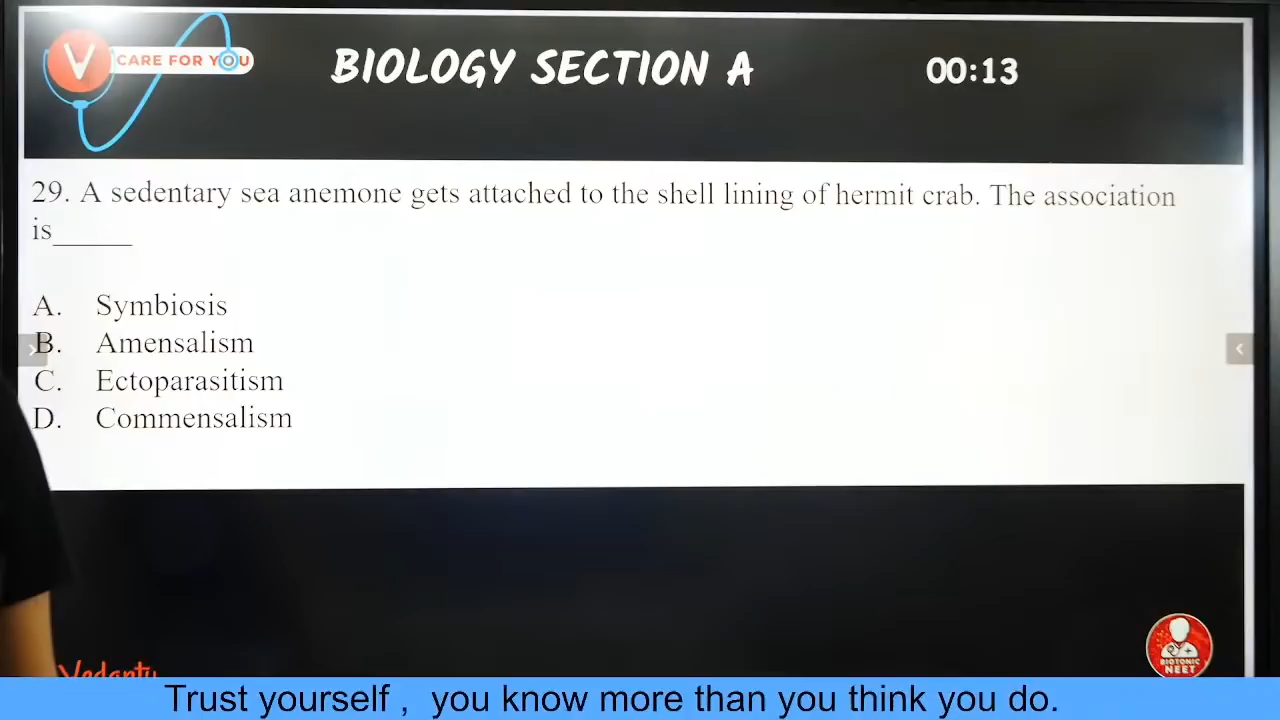 V CARE FOR YOU
BIOLOGY SECTION A
00:13
29. A sedentary sea anemone gets attached to the shell lining of hermit crab. The association
is_____
A. Symbiosis
B. Amensalism
C. Ectoparasitism
D. Commensalism
BIOTONIC
NEET
Trust yourself , you know more than you think you do.